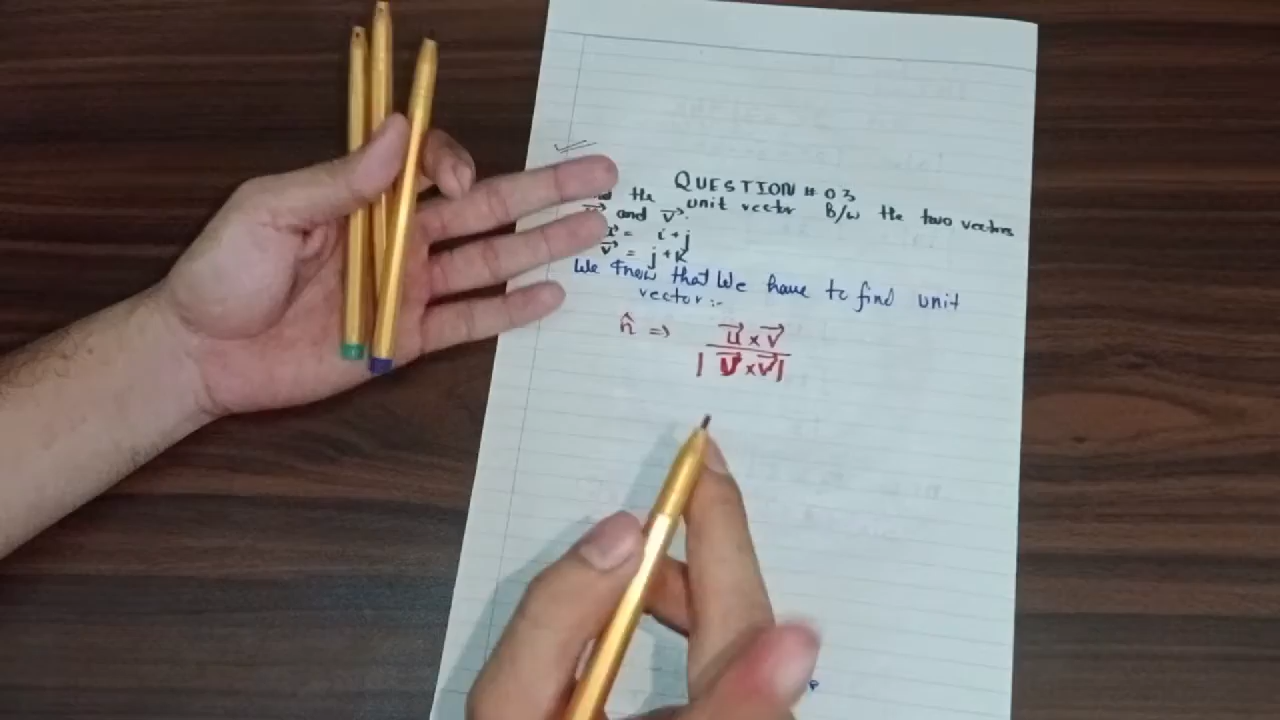 QUESTION # 03
the unit vector B/w the two vectors
and v⃗.
= i+j
v⃗ = j+k
We know that We have to find unit
vector:-
n̂ => u⃗ x v⃗
| u⃗ x v⃗ |